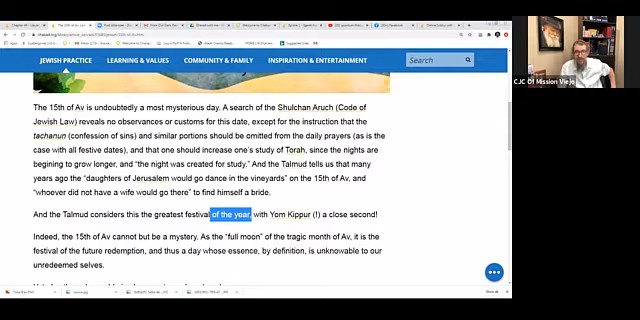 JEWISH PRACTICE
LEARNING & VALUES
COMMUNITY & FAMILY
INSPIRATION & ENTERTAINMENT
Search
The 15th of Av is undoubtedly a most mysterious day. A search of the Shulchan Aruch (Code of
Jewish Law) reveals no observances or customs for this date, except for the instruction that the
tachanun (confession of sins) and similar portions should be omitted from the daily prayers (as is the
case with all festive dates), and that one should increase one's study of Torah, since the nights are
begining to grow longer, and "the night was created for study." And the Talmud tells us that many
years ago the "daughters of Jerusalem would go dance in the vineyards" on the 15th of Av, and
"whoever did not have a wife would go there" to find himself a bride.
And the Talmud considers this the greatest festival of the year, with Yom Kippur (!) a close second!
Indeed, the 15th of Av cannot but be a mystery. As the "full moon" of the tragic month of Av, it is the
festival of the future redemption, and thus a day whose essence, by definition, is unknowable to our
unredeemed selves.
CJC Of Mission Viejo
Show all